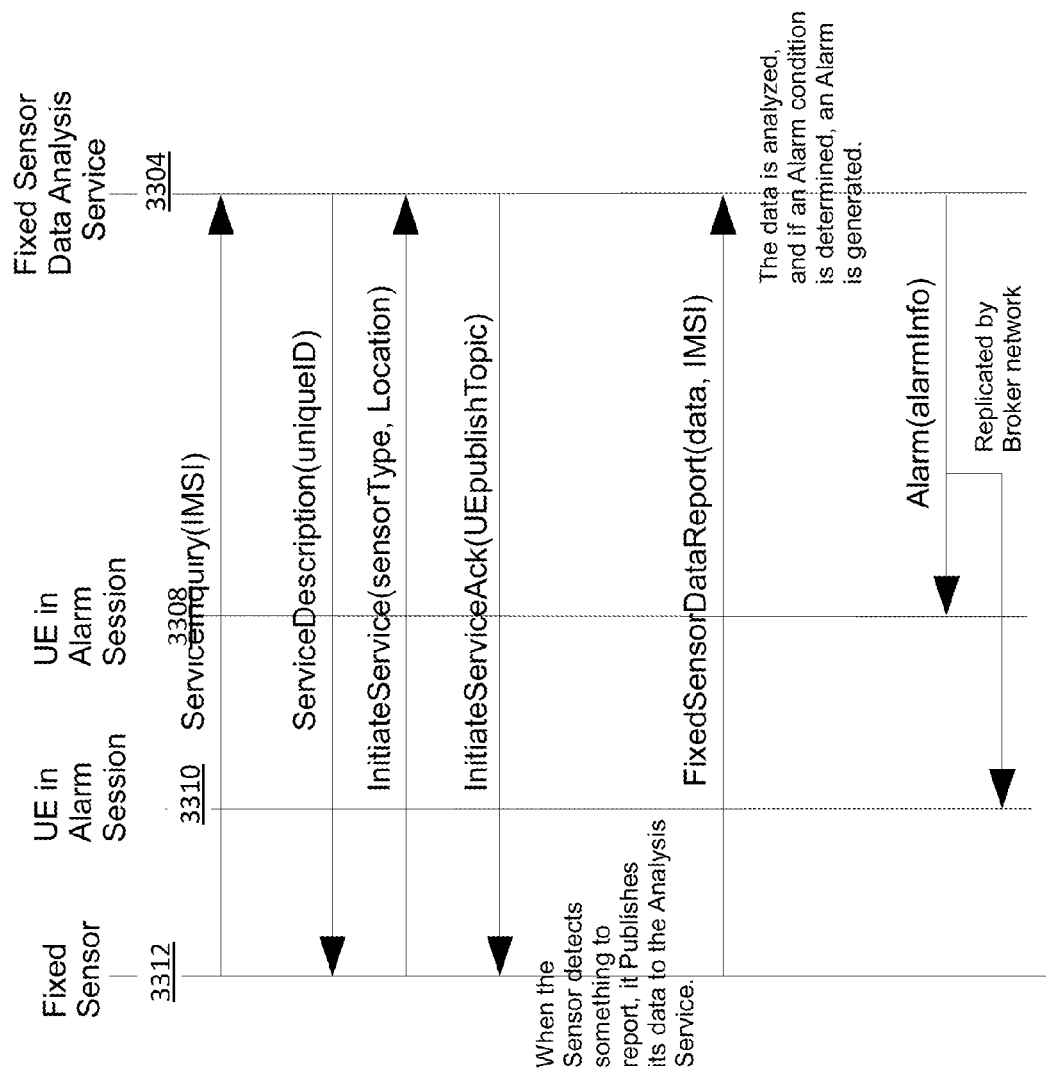 Fixed
Sensor
3312
UE in
Alarm
Session
3310
UE in
Alarm
Session
3308
Fixed Sensor
Data Analysis
Service
3304
ServiceInquiry(IMSI)
ServiceDescription(uniqueID)
InitiateService(sensorType, Location)
InitiateServiceAck(UEpublishTopic)
When the
Sensor detects
something to
report, it Publishes
its data to the Analysis
Service.
FixedSensorDataReport(data, IMSI)
The data is analyzed,
and if an Alarm condition
is determined, an Alarm
is generated.
Alarm(alarmInfo)
Replicated by
Broker network